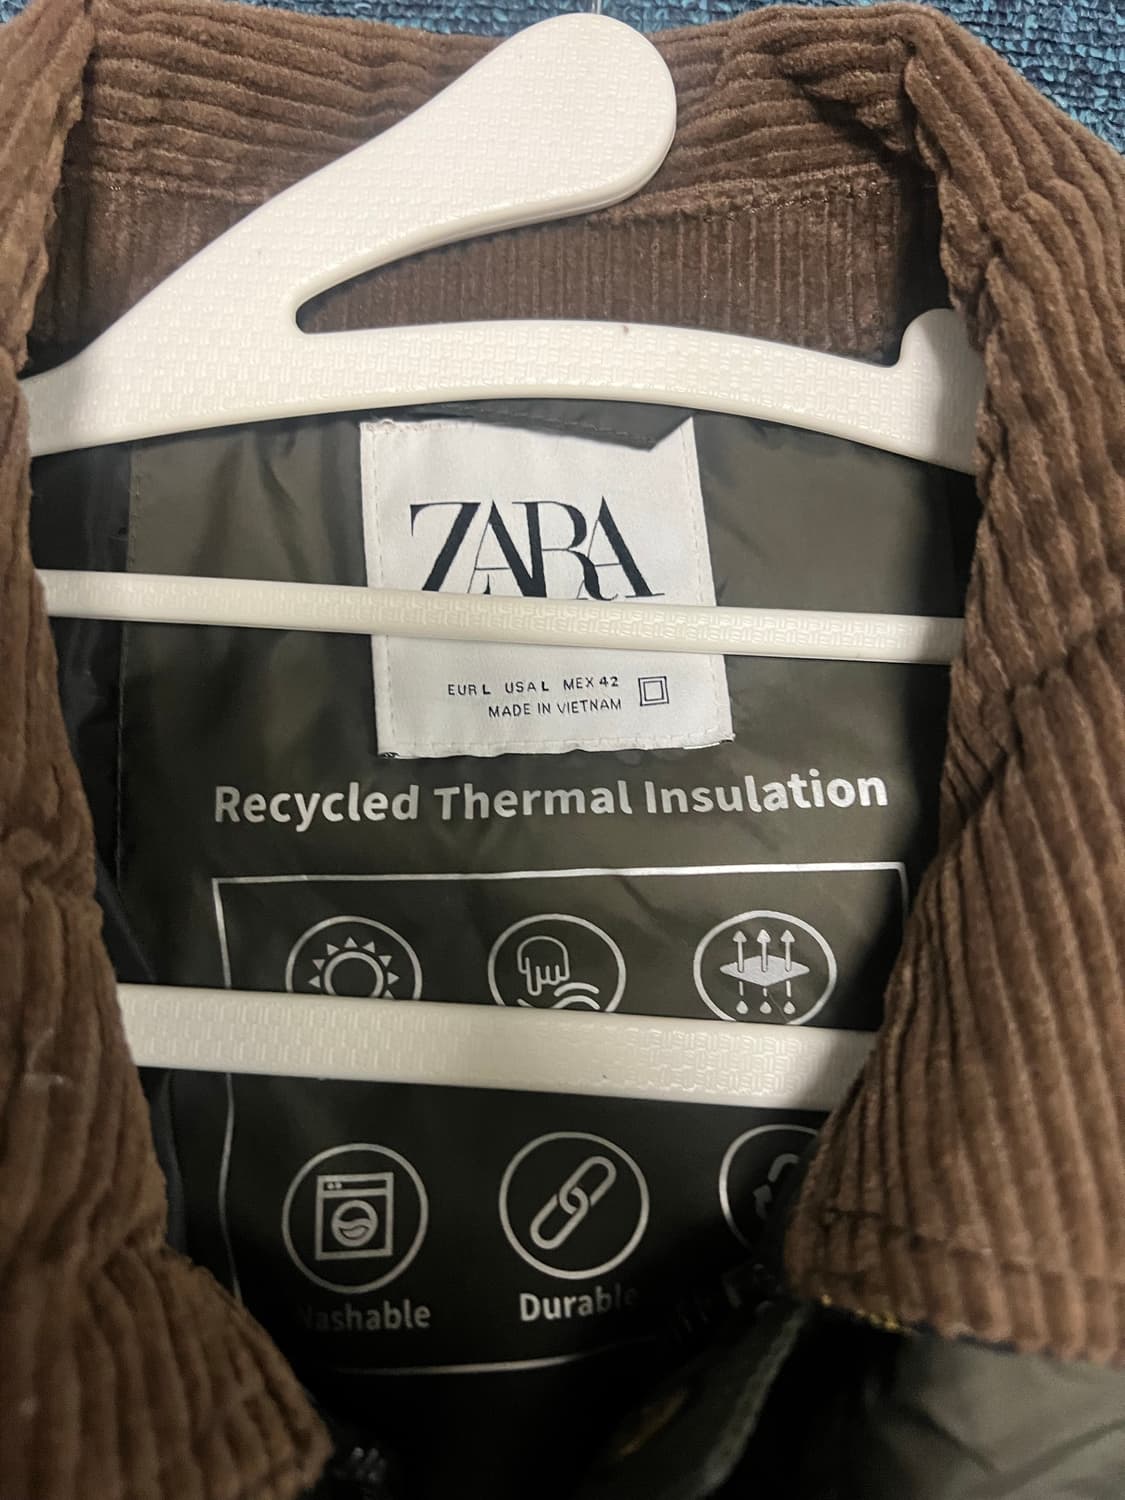 ZARA
EUR L USA L MEX 42
MADE IN VIETNAM
Recycled Thermal Insulation
Durable